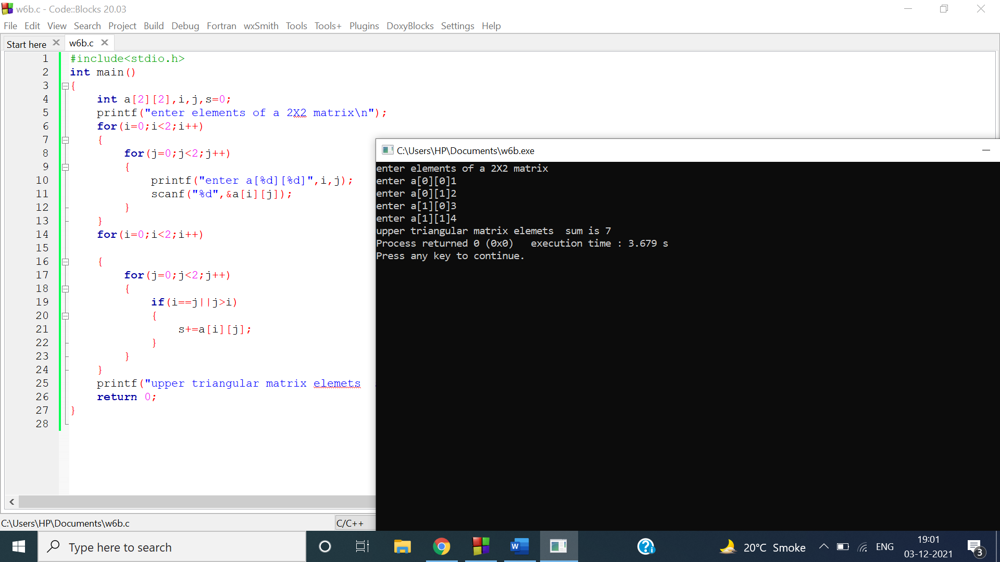 w6b.c - Code::Blocks 20.03
File Edit View Search Project Build Debug Fortran wxSmith Tools Tools+ Plugins DoxyBlocks Settings Help
Start here
w6b.c
1 #include<stdio.h>
2 int main()
3 {
4 int a[2][2],i,j,s=0;
5 printf("enter elements of a 2X2 matrix\n");
6 for(i=0;i<2;i++)
7 {
8 for(j=0;j<2;j++)
9 {
10 printf("enter a[%d][%d]",i,j);
11 scanf("%d",&a[i][j]);
12 }
13 }
14 for(i=0;i<2;i++)
15
16 {
17 for(j=0;j<2;j++)
18 {
19 if(i==j||j>i)
20 {
21 s+=a[i][j];
22 }
23 }
24 }
25 printf("upper triangular matrix elemets
26 return 0;
27 }
28
C:\Users\HP\Documents\w6b.exe
enter elements of a 2X2 matrix
enter a[0][0]1
enter a[0][1]2
enter a[1][0]3
enter a[1][1]4
upper triangular matrix elemets  sum is 7
Process returned 0 (0x0)   execution time : 3.679 s
Press any key to continue.
C:\Users\HP\Documents\w6b.c
C/C++
Type here to search
20°C Smoke
ENG
19:01
03-12-2021
3